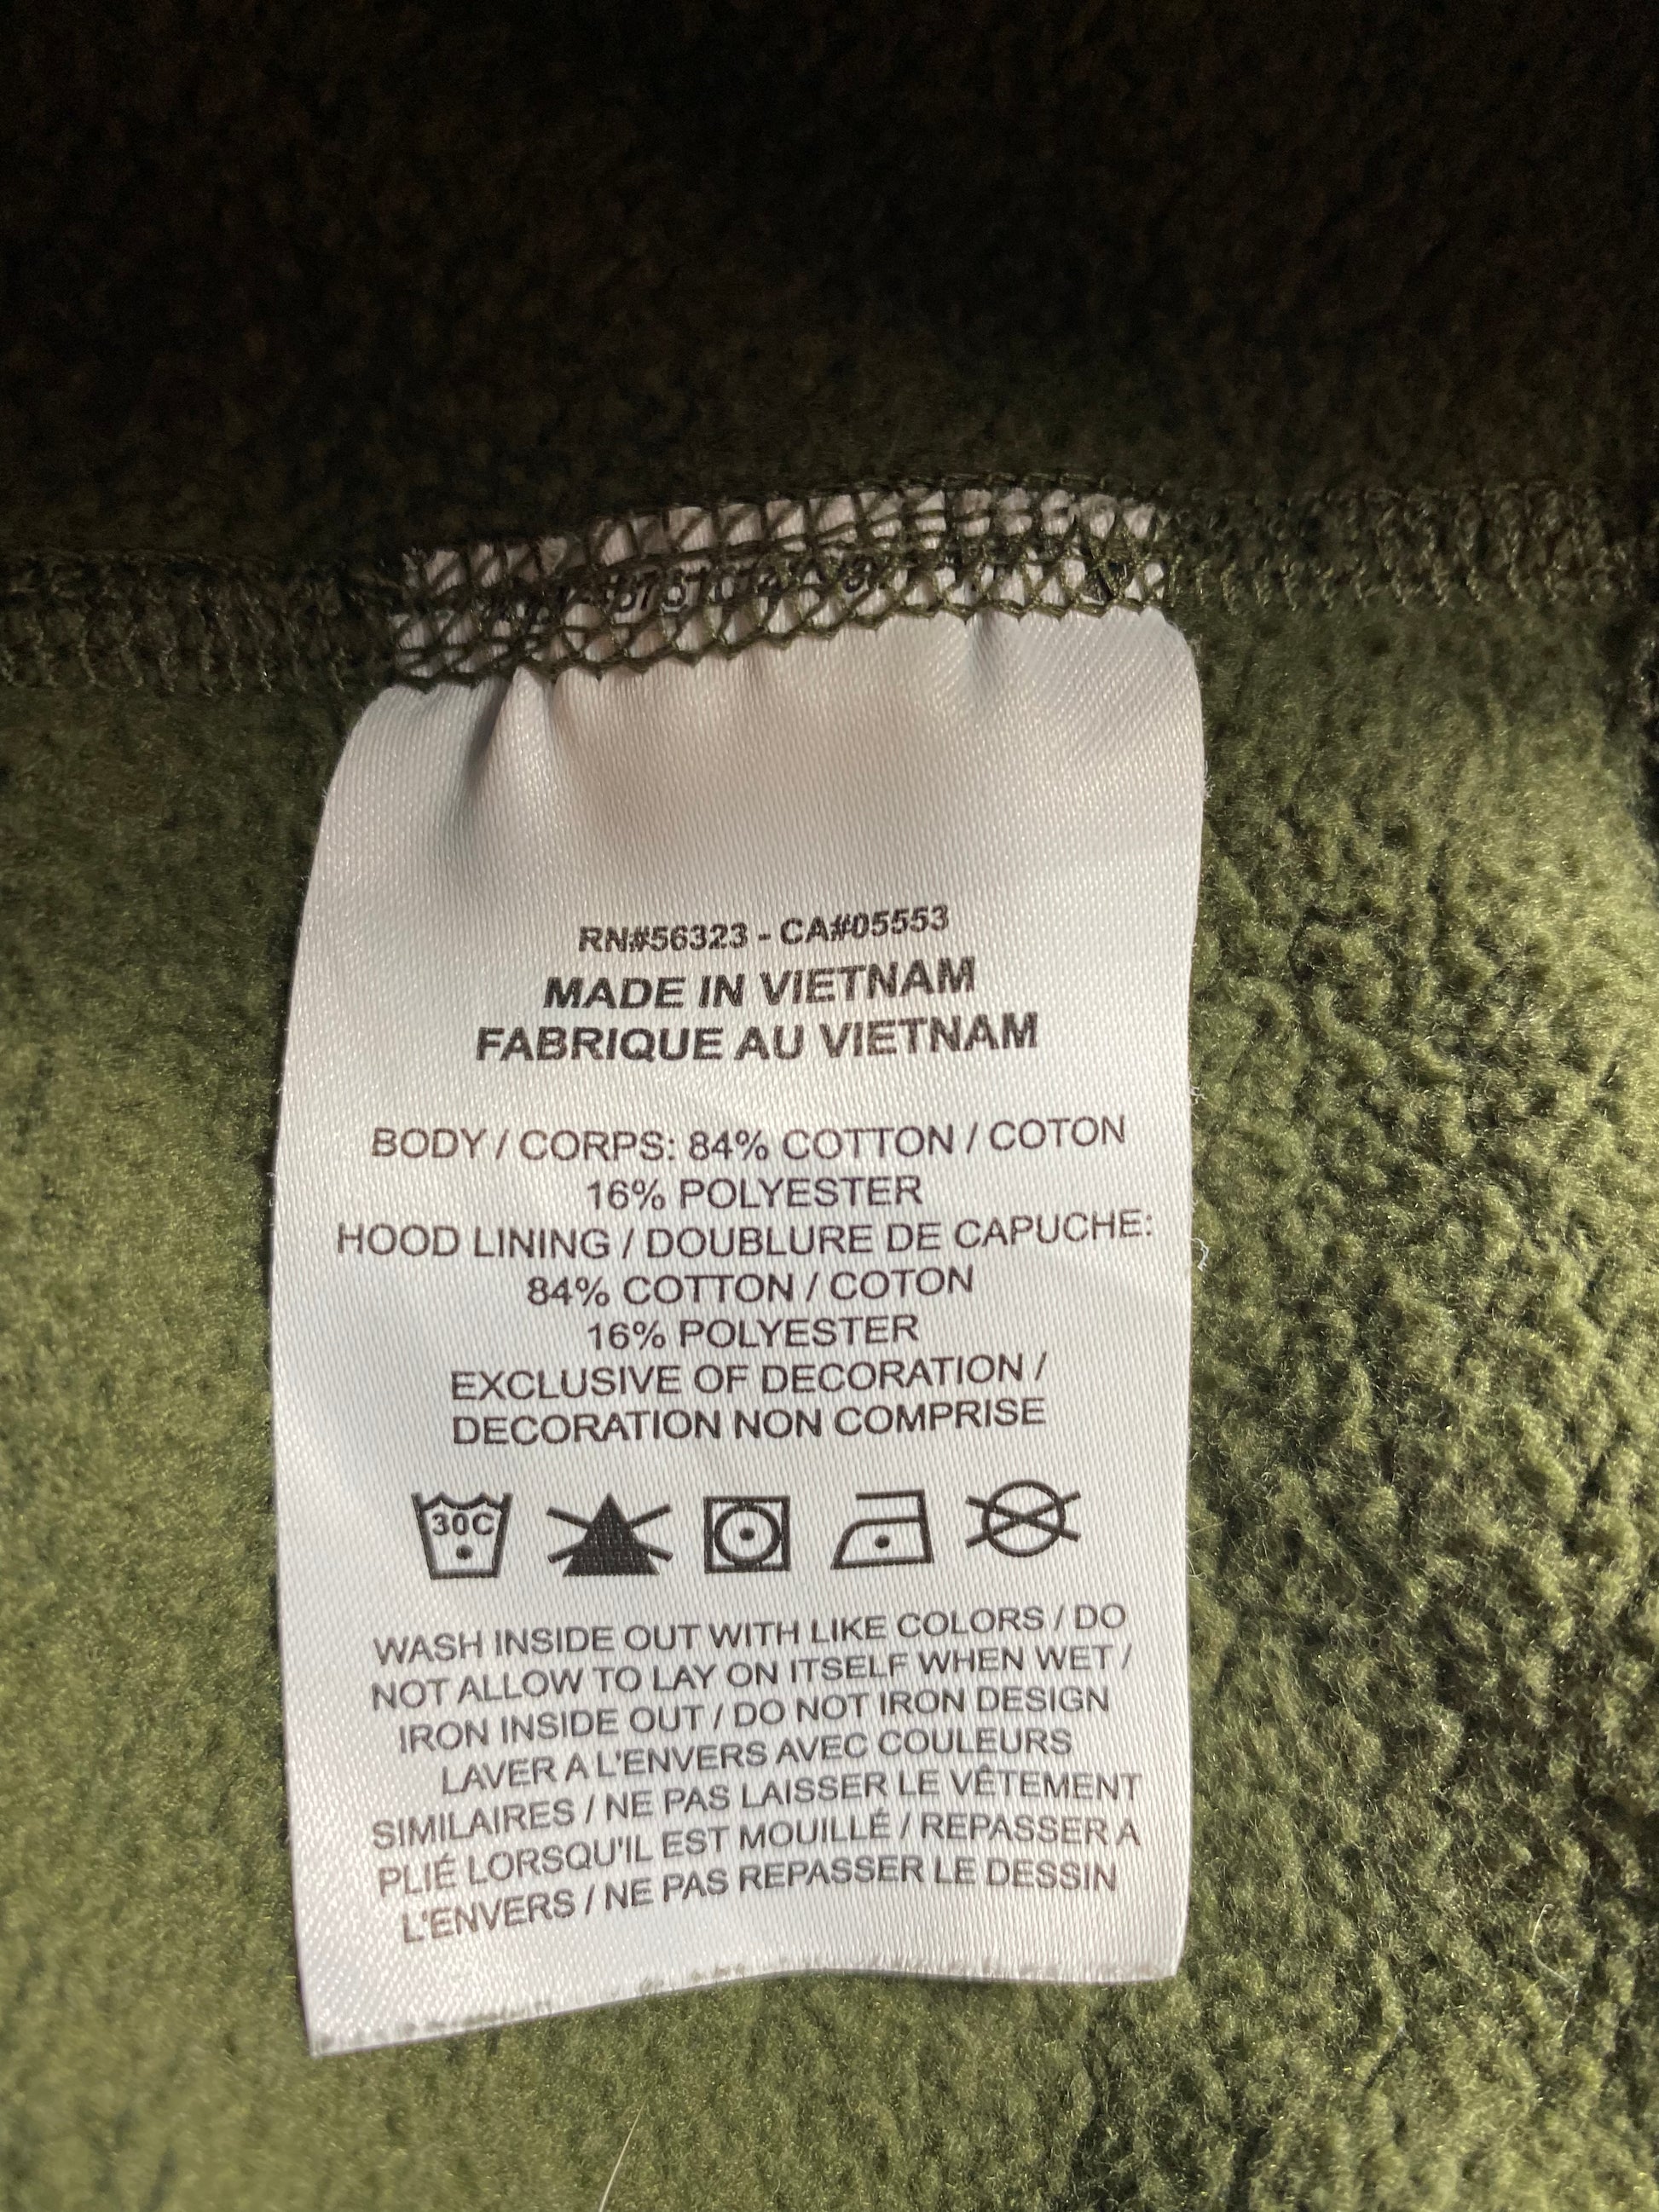 RN#56323 - CA#05553
MADE IN VIETNAM
FABRIQUE AU VIETNAM
BODY / CORPS: 84% COTTON / COTON
16% POLYESTER
HOOD LINING / DOUBLURE DE CAPUCHE:
84% COTTON / COTON
16% POLYESTER
EXCLUSIVE OF DECORATION /
DECORATION NON COMPRISE
30C
WASH INSIDE OUT WITH LIKE COLORS / DO
NOT ALLOW TO LAY ON ITSELF WHEN WET /
IRON INSIDE OUT / DO NOT IRON DESIGN
LAVER A L'ENVERS AVEC COULEURS
SIMILAIRES / NE PAS LAISSER LE VÊTEMENT
PLIÉ LORSQU'IL EST MOUILLÉ / REPASSER A
L'ENVERS / NE PAS REPASSER LE DESSIN